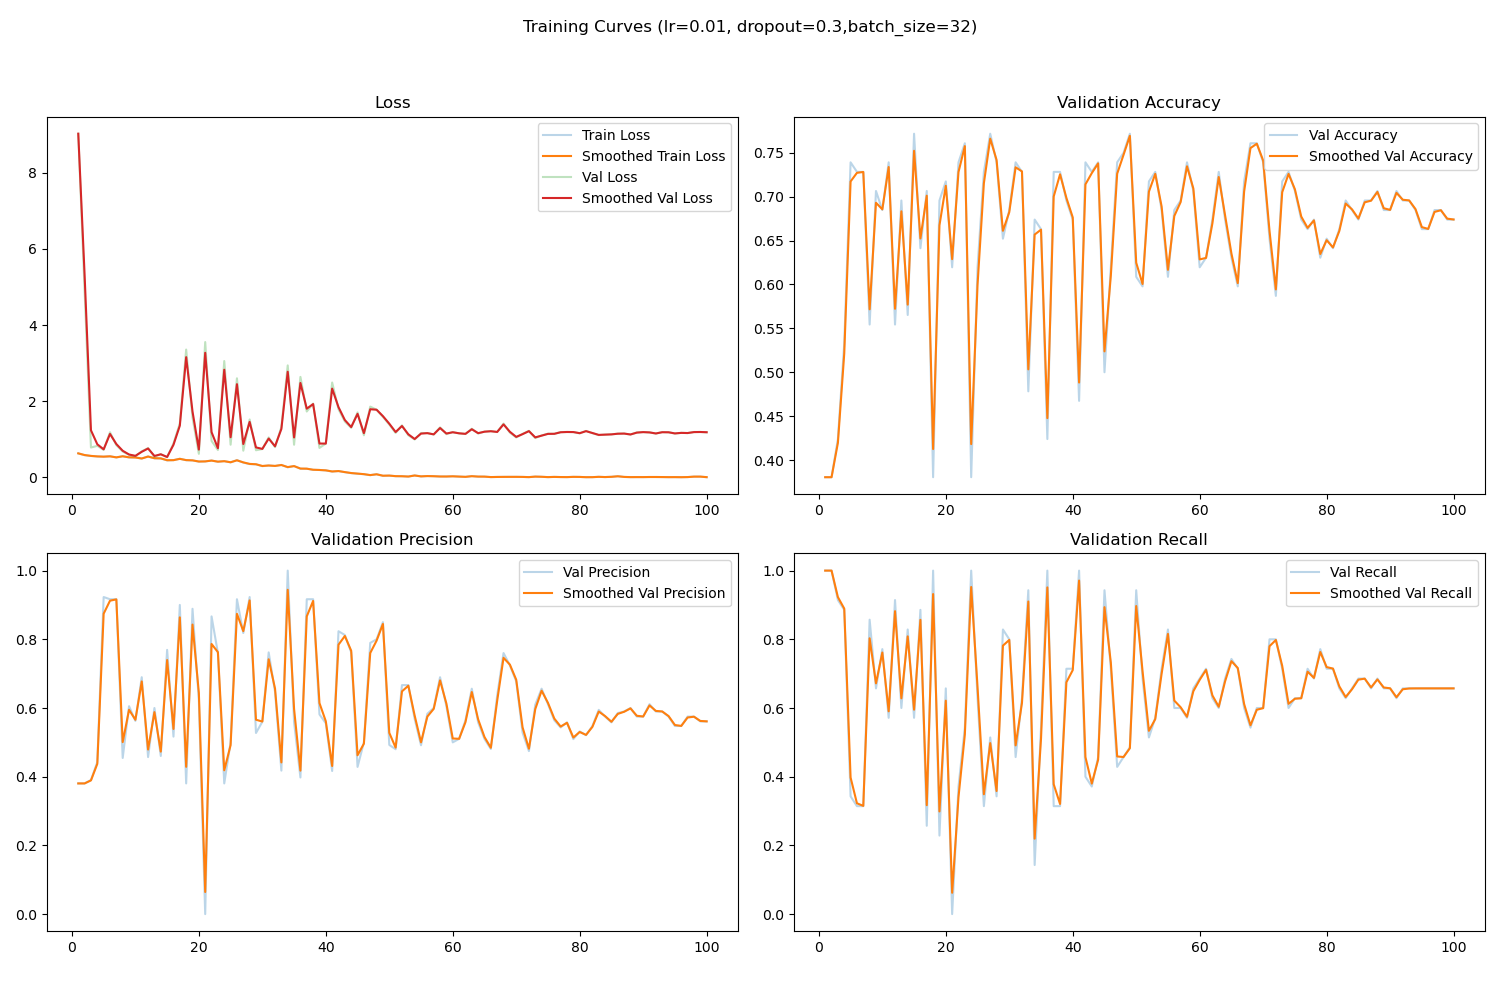 Training Curves (lr=0.01, dropout=0.3,batch_size=32)
Loss
Train Loss
Smoothed Train Loss
Val Loss
Smoothed Val Loss
8
6
4
2
0
0 20 40 60 80 100
Validation Accuracy
Val Accuracy
Smoothed Val Accuracy
0.75
0.70
0.65
0.60
0.55
0.50
0.45
0.40
0 20 40 60 80 100
Validation Precision
Val Precision
Smoothed Val Precision
1.0
0.8
0.6
0.4
0.2
0.0
0 20 40 60 80 100
Validation Recall
Val Recall
Smoothed Val Recall
1.0
0.8
0.6
0.4
0.2
0.0
0 20 40 60 80 100